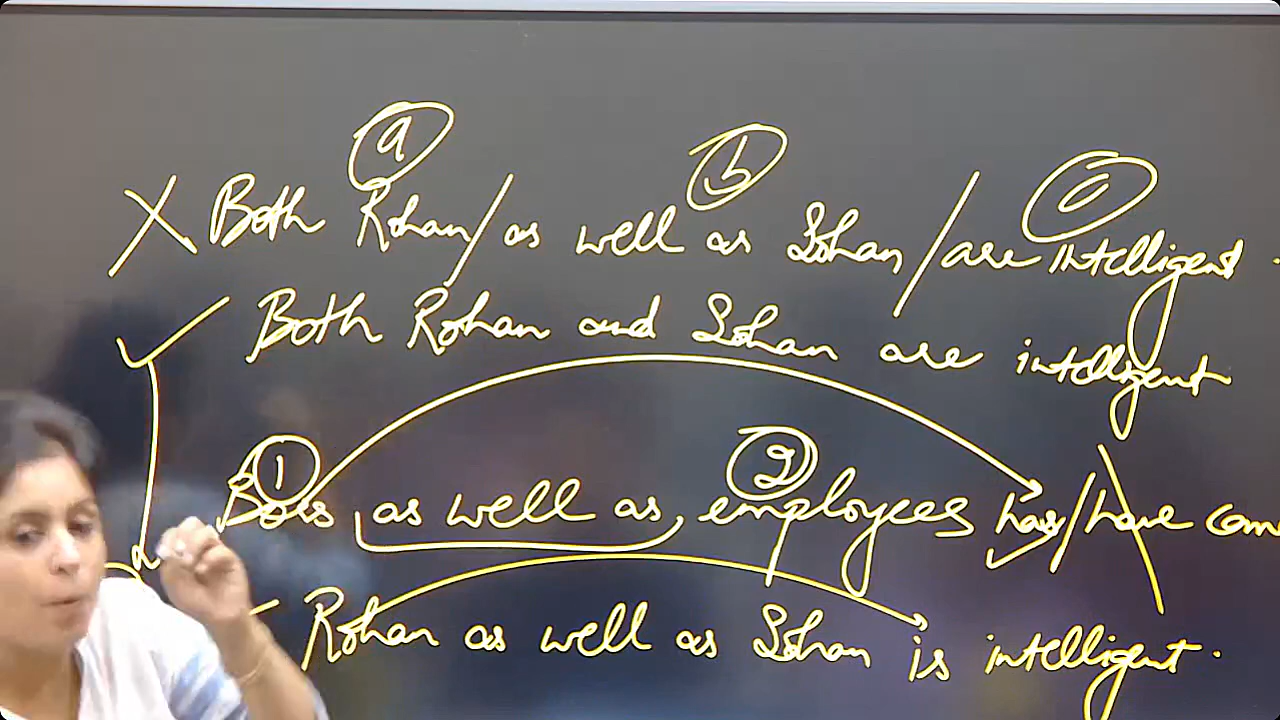 ⓐ ⓑ ⓒ
X Both Rohan/as well as Sohan/are intelligent.
✓ Both Rohan and Sohan are intelligent
① ②
Boss as well as employees has/have com
Rohan as well as Sohan is intelligent.